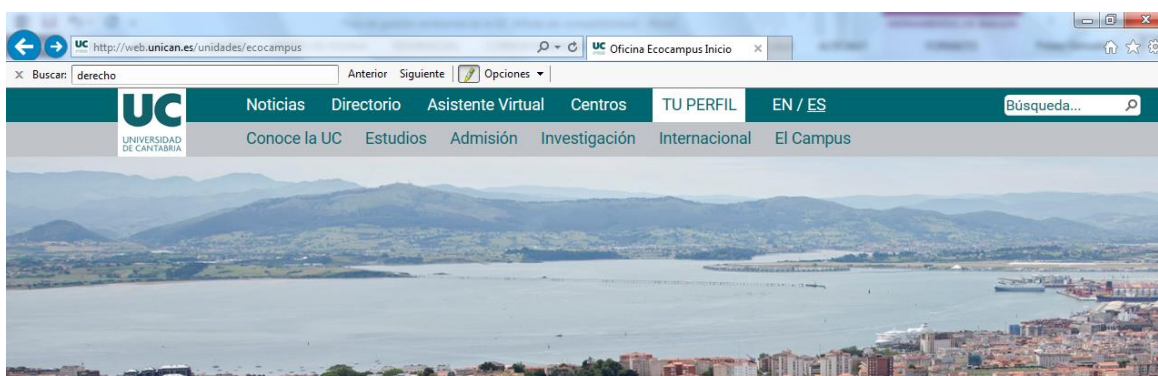 http://web.unican.es/unidades/ecocampus
UC Oficina Ecocampus Inicio
Buscar: derecho Anterior Siguiente Opciones
UC Noticias Directorio Asistente Virtual Centros TU PERFIL EN / ES Búsqueda...
UNIVERSIDAD
DE CANTABRIA
Conoce la UC Estudios Admisión Investigación Internacional El Campus